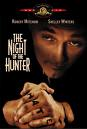 ROBERT MITCHUM SHELLEY WINTERS
THE
NIGHT
OF THE
HUNTER